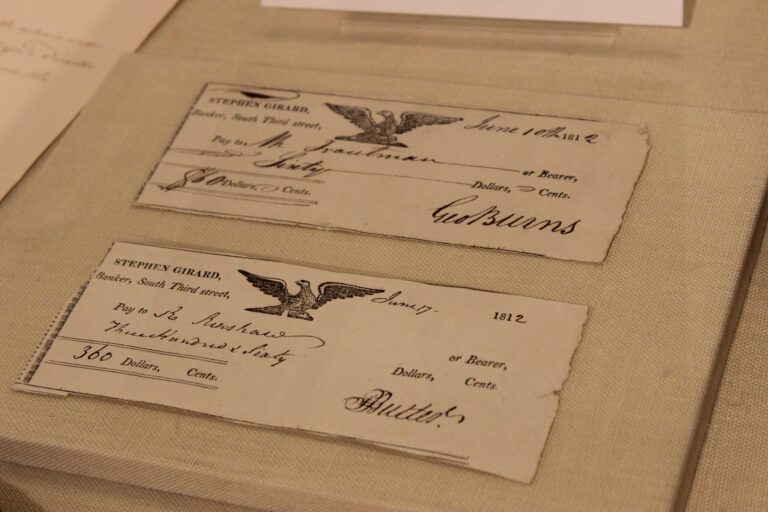 STEPHEN GIRARD,
Banker, South Third street,
June 10th 1812
Pay to Mr Trautman or Bearer,
Sixty Dollars, Cents.
$60 Dollars, Cents.
Geo Burns
STEPHEN GIRARD,
Banker, South Third street,
June 17 1812
Pay to R Renshaw
Three Hundred & Sixty or Bearer,
Dollars, Cents.
360 Dollars, Cents.
Butler